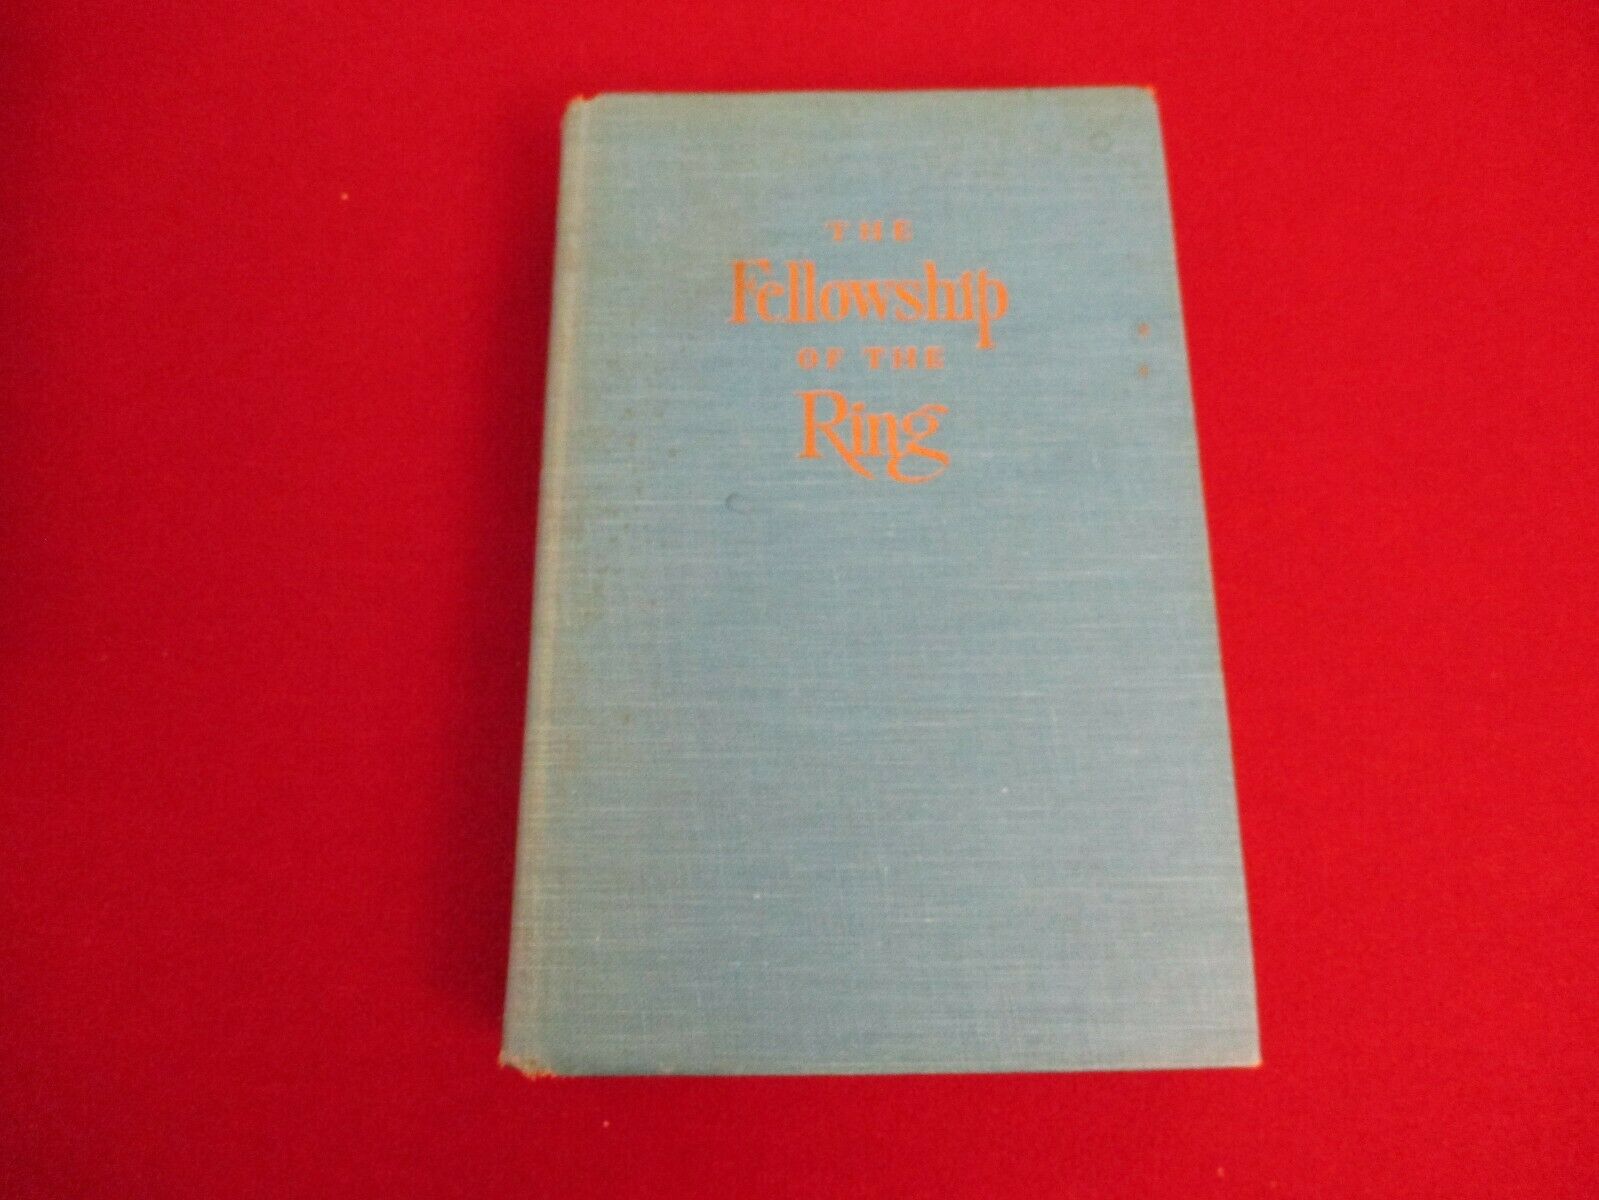 THE
Fellowship
OF THE
Ring